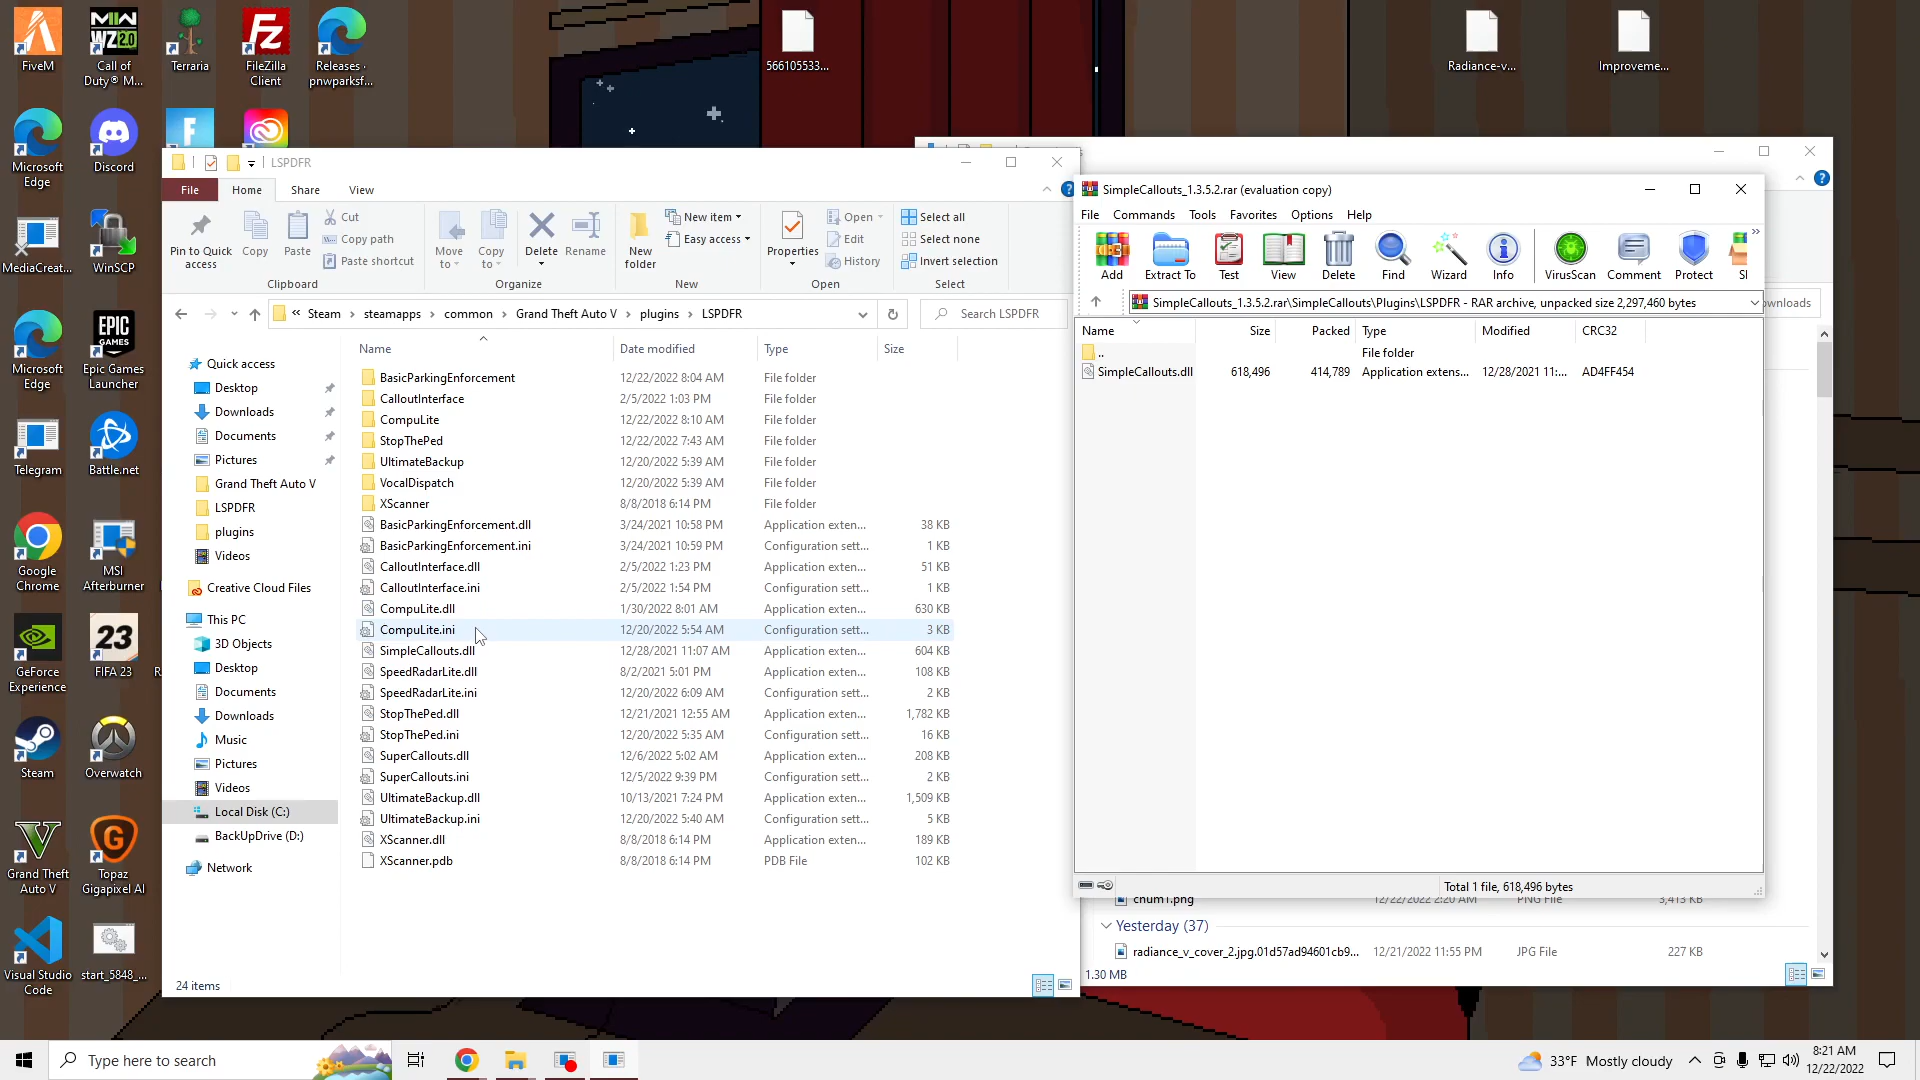 FiveM
Call of
Duty® M...
Terraria
FileZilla
Client
Releases ·
pnwparksf...
566105533...
Radiance-v...
Improveme...
Microsoft
Edge
Discord
MediaCreat...
WinSCP
Microsoft
Edge
Epic Games
Launcher
Telegram
Battle.net
Google
Chrome
MSI
Afterburner
GeForce
Experience
FIFA 23
Steam
Overwatch
Grand Theft
Auto V
Topaz
Gigapixel AI
Visual Studio
Code
start_5848_...
LSPDFR
File
Home
Share
View
Pin to Quick
access
Copy
Paste
Cut
Copy path
Paste shortcut
Clipboard
Move
to
Copy
to
Delete
Rename
Organize
New
folder
New item
Easy access
New
Properties
Open
Edit
History
Open
Select all
Select none
Invert selection
Select
« Steam > steamapps > common > Grand Theft Auto V > plugins > LSPDFR
Search LSPDFR
Quick access
Desktop
Downloads
Documents
Pictures
Grand Theft Auto V
LSPDFR
plugins
Videos
Creative Cloud Files
This PC
3D Objects
Desktop
Documents
Downloads
Music
Pictures
Videos
Local Disk (C:)
BackUpDrive (D:)
Network
Name Date modified Type Size
BasicParkingEnforcement 12/22/2022 8:04 AM File folder
CalloutInterface 2/5/2022 1:03 PM File folder
CompuLite 12/22/2022 8:10 AM File folder
StopThePed 12/22/2022 7:43 AM File folder
UltimateBackup 12/20/2022 5:39 AM File folder
VocalDispatch 12/20/2022 5:39 AM File folder
XScanner 8/8/2018 6:14 PM File folder
BasicParkingEnforcement.dll 3/24/2021 10:58 PM Application exten... 38 KB
BasicParkingEnforcement.ini 3/24/2021 10:59 PM Configuration sett... 1 KB
CalloutInterface.dll 2/5/2022 1:23 PM Application exten... 51 KB
CalloutInterface.ini 2/5/2022 1:54 PM Configuration sett... 1 KB
CompuLite.dll 1/30/2022 8:01 AM Application exten... 630 KB
CompuLite.ini 12/20/2022 5:54 AM Configuration sett... 3 KB
SimpleCallouts.dll 12/28/2021 11:07 AM Application exten... 604 KB
SpeedRadarLite.dll 8/2/2021 5:01 PM Application exten... 108 KB
SpeedRadarLite.ini 12/20/2022 6:09 AM Configuration sett... 2 KB
StopThePed.dll 12/21/2021 12:55 AM Application exten... 1,782 KB
StopThePed.ini 12/20/2022 5:35 AM Configuration sett... 16 KB
SuperCallouts.dll 12/6/2022 5:02 AM Application exten... 208 KB
SuperCallouts.ini 12/5/2022 9:39 PM Configuration sett... 2 KB
UltimateBackup.dll 10/13/2021 7:24 PM Application exten... 1,509 KB
UltimateBackup.ini 12/20/2022 5:40 AM Configuration sett... 5 KB
XScanner.dll 8/8/2018 6:14 PM Application exten... 189 KB
XScanner.pdb 8/8/2018 6:14 PM PDB File 102 KB
24 items
SimpleCallouts_1.3.5.2.rar (evaluation copy)
File Commands Tools Favorites Options Help
Add
Extract To
Test
View
Delete
Find
Wizard
Info
VirusScan
Comment
Protect
SimpleCallouts_1.3.5.2.rar\SimpleCallouts\Plugins\LSPDFR - RAR archive, unpacked size 2,297,460 bytes
wnloads
Name Size Packed Type Modified CRC32
.. File folder
SimpleCallouts.dll 618,496 414,789 Application extens... 12/28/2021 11:... AD4FF454
Total 1 file, 618,496 bytes
chum1.png 12/22/2022 2:20 AM PNG File 3,413 KB
Yesterday (37)
radiance_v_cover_2.jpg.01d57ad94601cb9... 12/21/2022 11:55 PM JPG File 227 KB
1.30 MB
Type here to search
33°F Mostly cloudy
8:21 AM
12/22/2022